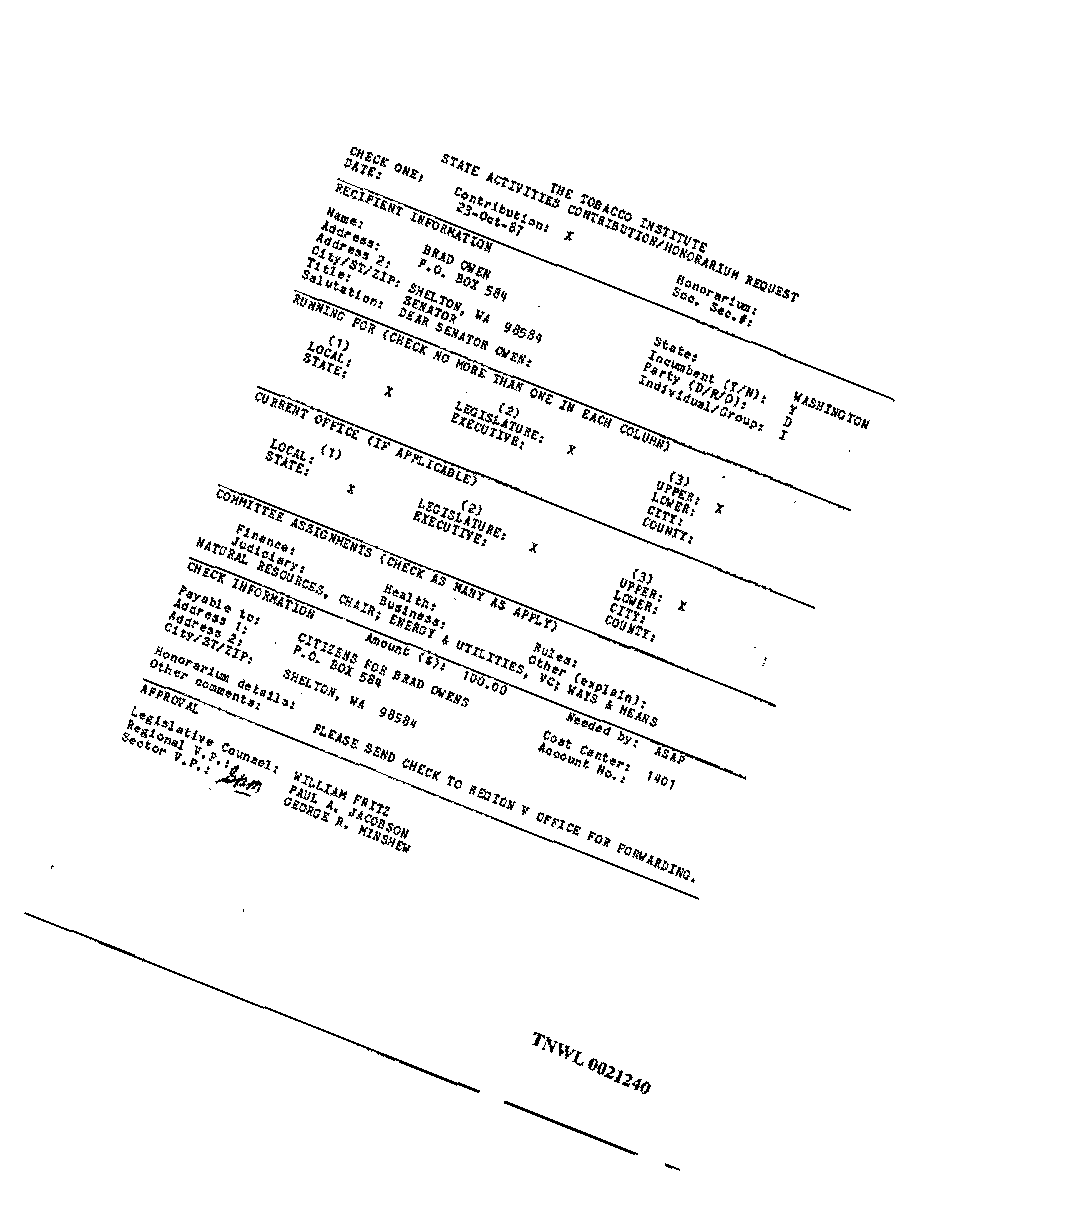 THE TOBACCO INSTITUTE
STATE ACTIVITIES CONTRIBUTION/HONORARIUM REQUEST
CHECK ONE: Contribution: X Honorarium:
DATE: 23-Oct-87 Soc. Sec.#:
RECIPIENT INFORMATION
Name: BRAD OWEN State: WASHINGTON
Address: P.O. BOX 584 Incumbent (Y/N): Y
Address 2: Party (D/R/O): D
City/ST/ZIP: SHELTON, WA 98584 Individual/Group: I
Title: SENATOR
Salutation: DEAR SENATOR OWEN:
RUNNING FOR (CHECK NO MORE THAN ONE IN EACH COLUMN)
(1) (2) (3)
LOCAL: LEGISLATURE: X UPPER: X
STATE: X EXECUTIVE: LOWER:
CITY:
COUNTY:
CURRENT OFFICE (IF APPLICABLE)
(1) (2) (3)
LOCAL: LEGISLATURE: X UPPER: X
STATE: X EXECUTIVE: LOWER:
CITY:
COUNTY:
COMMITTEE ASSIGNMENTS (CHECK AS MANY AS APPLY)
Finance: Health: Rules:
Judiciary: Business: Other (explain):
NATURAL RESOURCES, CHAIR; ENERGY & UTILITIES, VC; WAYS & MEANS
CHECK INFORMATION Amount ($): 100.00 Needed by: ASAP
Payable to: CITIZENS FOR BRAD OWENS Cost Center: 1401
Address 1: P.O. BOX 584 Account No.:
Address 2:
City/ST/ZIP: SHELTON, WA 98584
Honorarium details:
Other comments: PLEASE SEND CHECK TO REGION V OFFICE FOR FORWARDING.
APPROVAL
Legislative Counsel: WILLIAM FRITZ
Regional V.P.: PAUL A. JACOBSON
Sector V.P.: GEORGE R. MINSHEW
TNWL 0021240